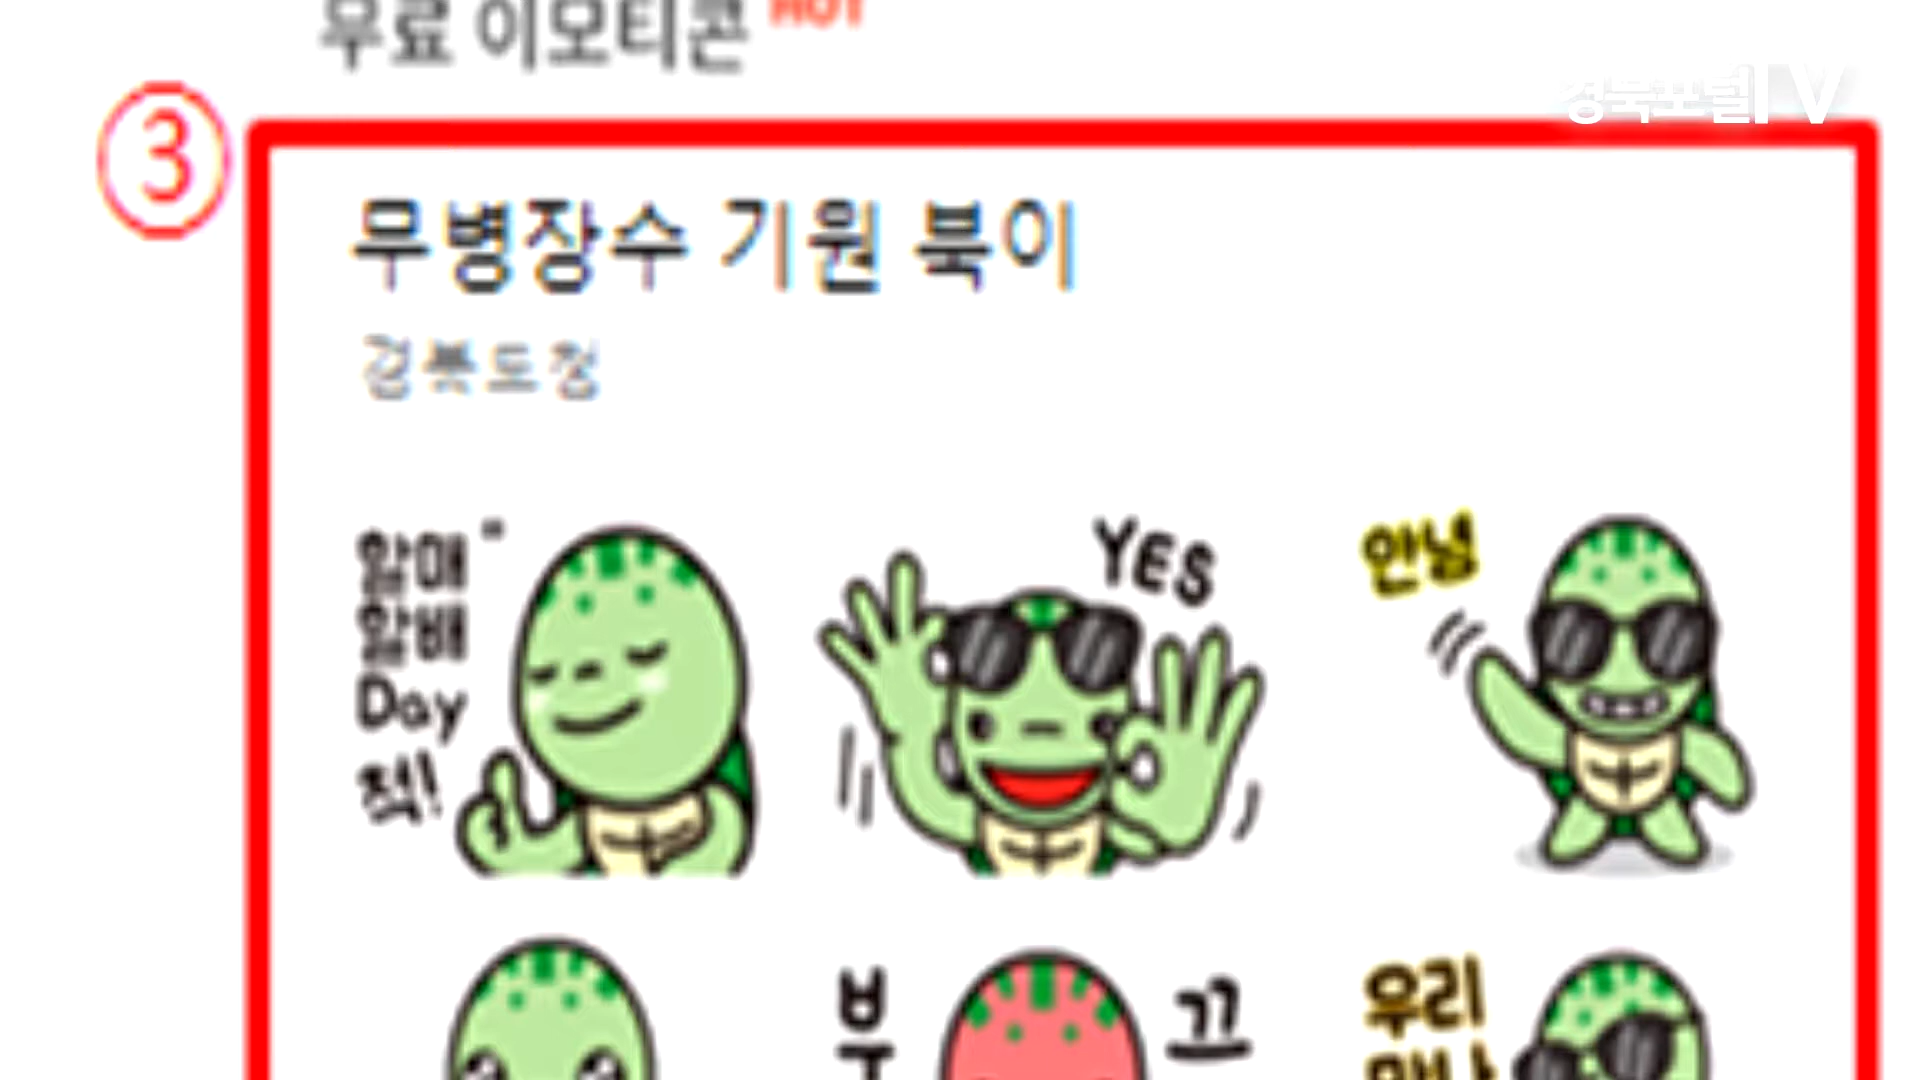 무료 이모티콘 HOT
경북포털TV
③
무병장수 기원 북이
경북도청
YES
안녕
할매
할배
Day
젝!
부 끄
우리